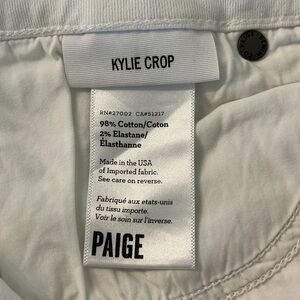 KYLIE CROP
RN#27002 CA#51217
98% Cotton/Coton
2% Elastane/
Élasthanne
Made in the USA
of Imported fabric.
See care on reverse.
Fabriqué aux etats-unis
du tissu importe.
Voir le soin sur l'inverse.
PAIGE